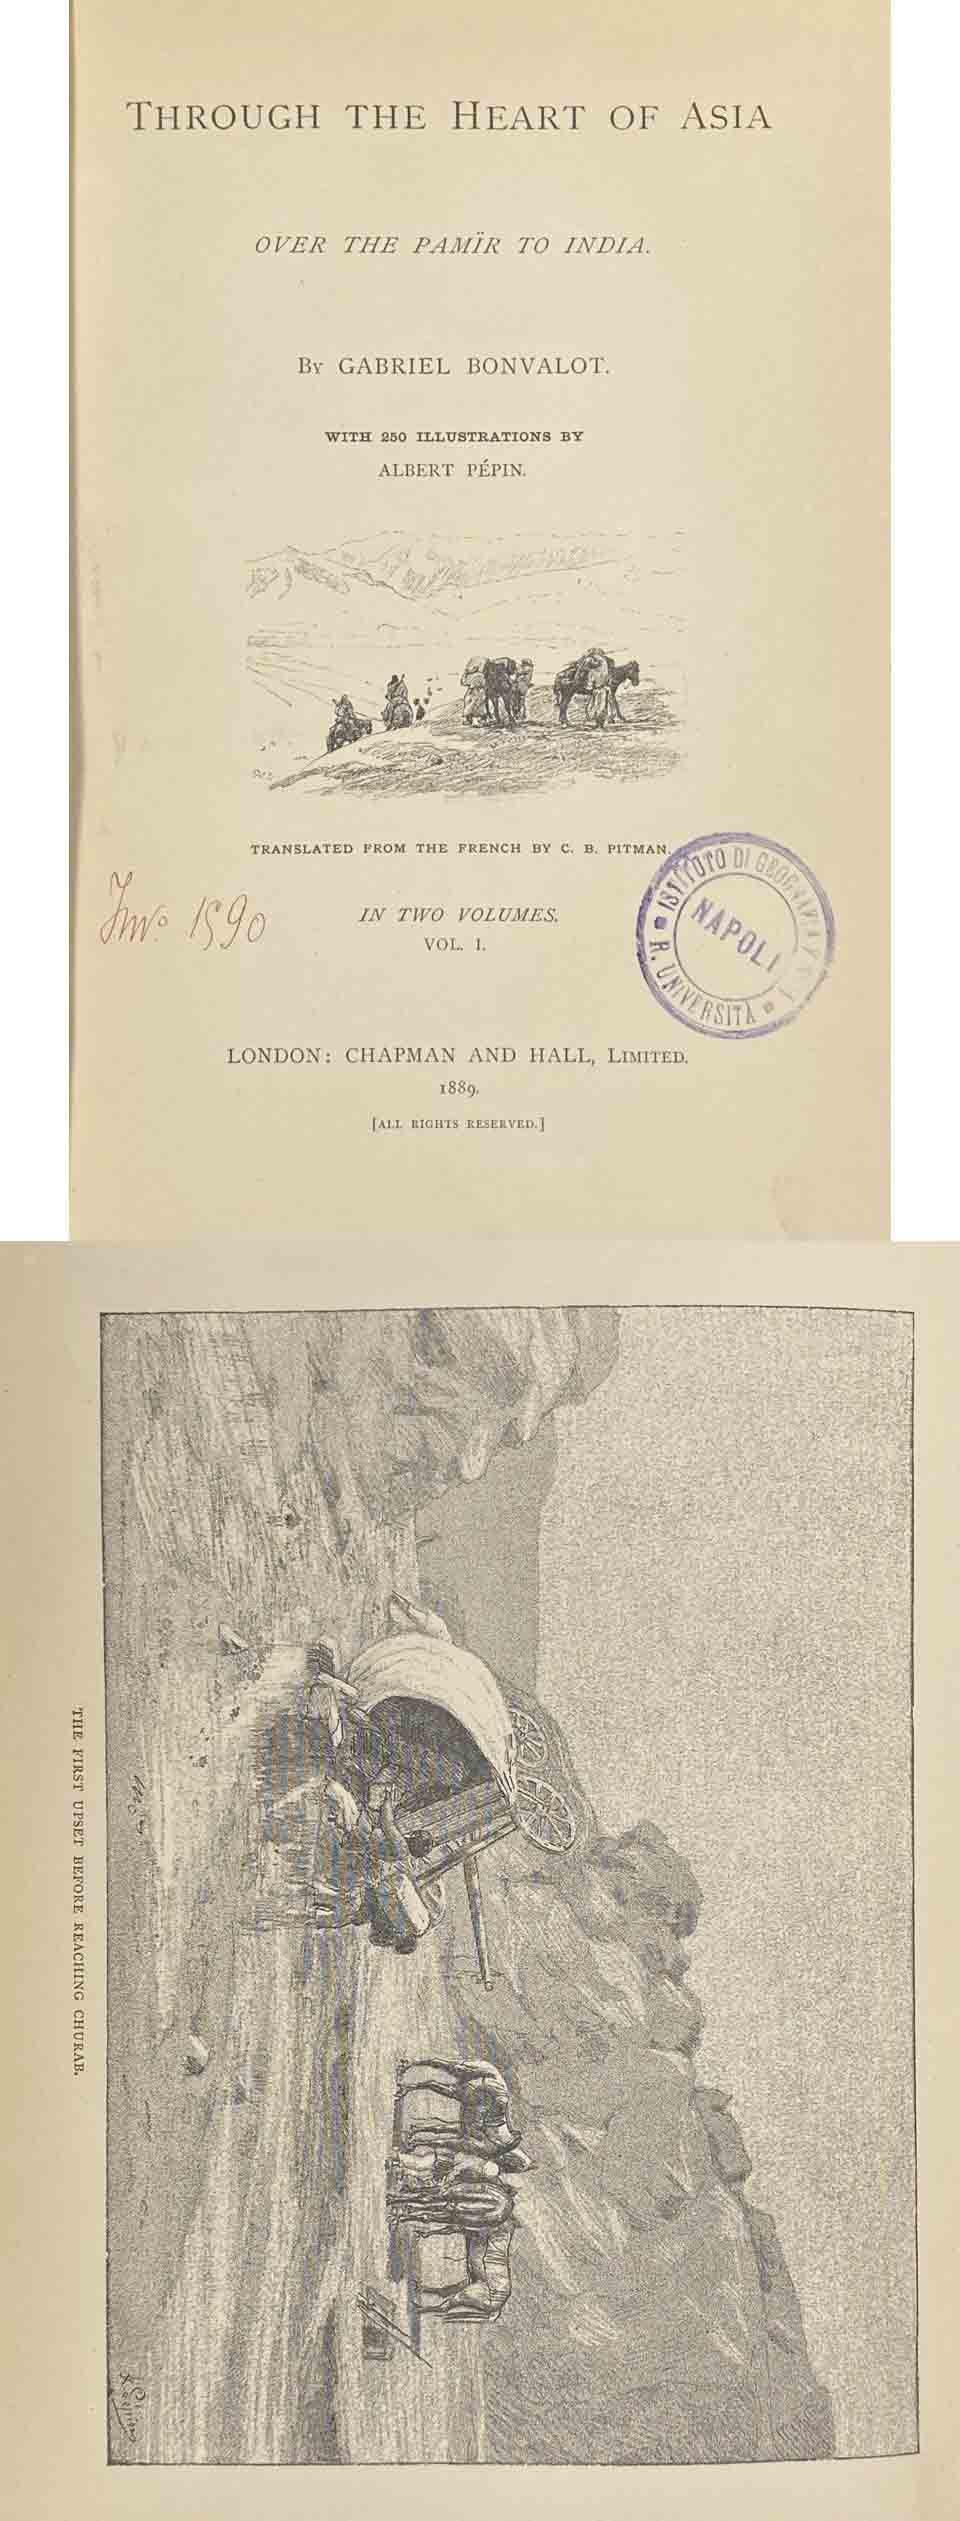 THROUGH THE HEART OF ASIA
OVER THE PAMÏR TO INDIA.
BY GABRIEL BONVALOT.
WITH 250 ILLUSTRATIONS BY
ALBERT PÉPIN.
TRANSLATED FROM THE FRENCH BY C. B. PITMAN.
IN TWO VOLUMES.
VOL. I.
1590
ISTITUTO DI
NAPOLI
R. UNIVERSITÀ
LONDON: CHAPMAN AND HALL, LIMITED.
1889.
[ALL RIGHTS RESERVED.]
THE FIRST UPSET BEFORE REACHING CHURAB.